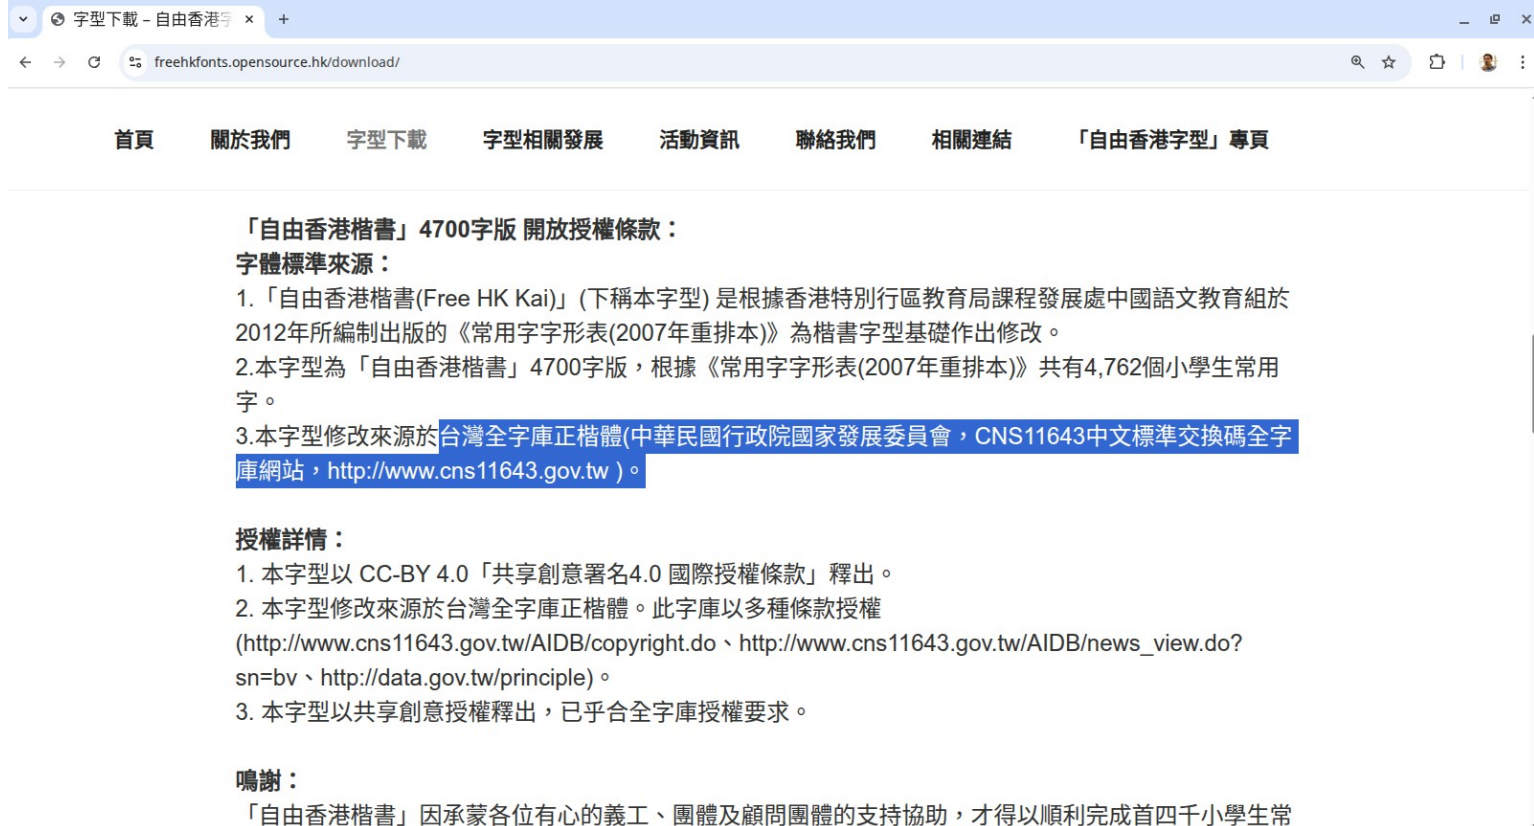 字型下載 – 自由香港字
freehkfonts.opensource.hk/download/
首頁 關於我們 字型下載 字型相關發展 活動資訊 聯絡我們 相關連結 「自由香港字型」專頁
「自由香港楷書」4700字版 開放授權條款：
字體標準來源：
1.「自由香港楷書(Free HK Kai)」(下稱本字型) 是根據香港特別行區教育局課程發展處中國語文教育組於
2012年所編制出版的《常用字字形表(2007年重排本)》為楷書字型基礎作出修改。
2.本字型為「自由香港楷書」4700字版，根據《常用字字形表(2007年重排本)》共有4,762個小學生常用
字。
3.本字型修改來源於台灣全字庫正楷體(中華民國行政院國家發展委員會，CNS11643中文標準交換碼全字
庫網站，http://www.cns11643.gov.tw )。
授權詳情：
1. 本字型以 CC-BY 4.0「共享創意署名4.0 國際授權條款」釋出。
2. 本字型修改來源於台灣全字庫正楷體。此字庫以多種條款授權
(http://www.cns11643.gov.tw/AIDB/copyright.do、http://www.cns11643.gov.tw/AIDB/news_view.do?
sn=bv、http://data.gov.tw/principle)。
3. 本字型以共享創意授權釋出，已乎合全字庫授權要求。
鳴謝：
「自由香港楷書」因承蒙各位有心的義工、團體及顧問團體的支持協助，才得以順利完成首四千小學生常